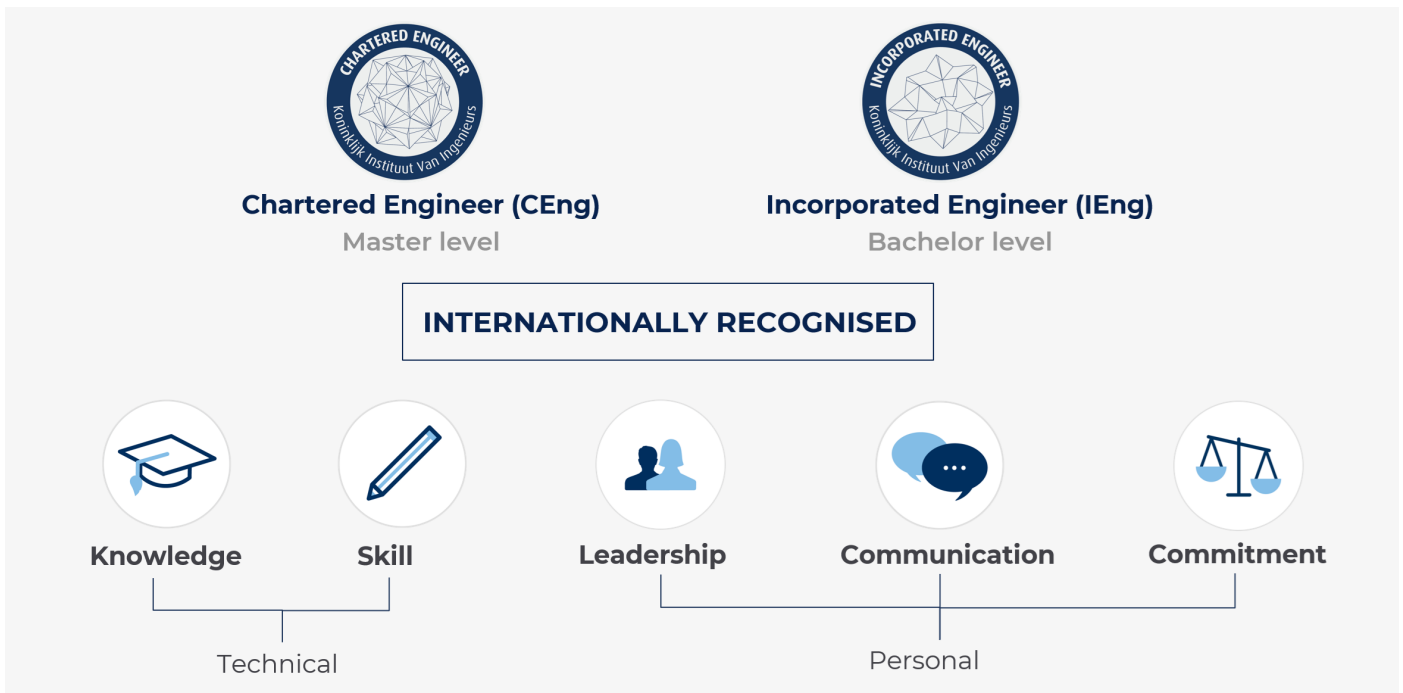 CHARTERED ENGINEER
Koninklijk Instituut Van Ingenieurs
INCORPORATED ENGINEER
Koninklijk Instituut Van Ingenieurs
Chartered Engineer (CEng)
Master level
Incorporated Engineer (IEng)
Bachelor level
INTERNATIONALLY RECOGNISED
Knowledge
Skill
Leadership
Communication
Commitment
Technical
Personal